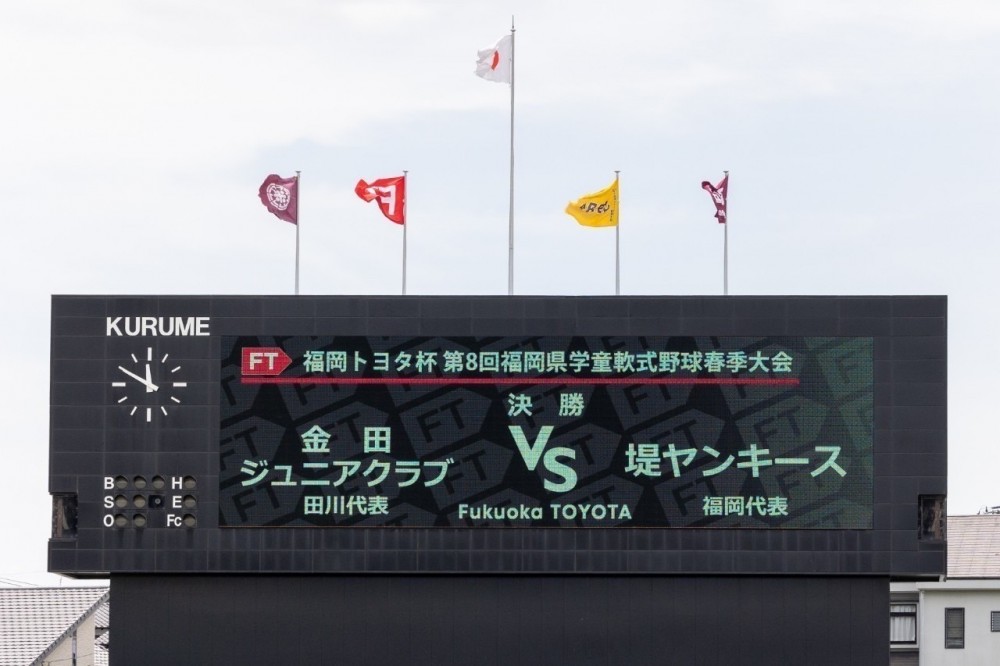 F
KURUME
FT 福岡トヨタ杯 第8回福岡県学童軟式野球春季大会
決 勝
金 田
ジュニアクラブ
田川代表
VS
堤ヤンキース
福岡代表
Fukuoka TOYOTA
B H
S E
O Fc